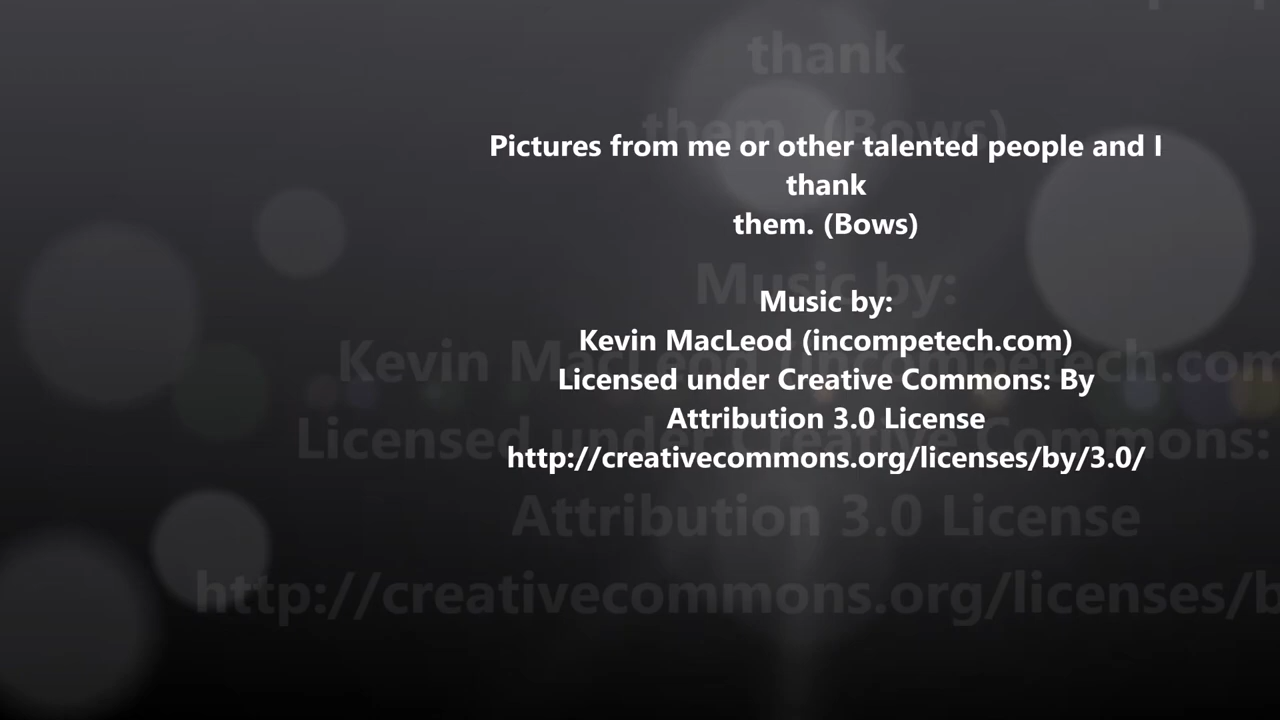 Pictures from me or other talented people and I
thank
them. (Bows)
Music by:
Kevin MacLeod (incompetech.com)
Licensed under Creative Commons: By
Attribution 3.0 License
http://creativecommons.org/licenses/by/3.0/